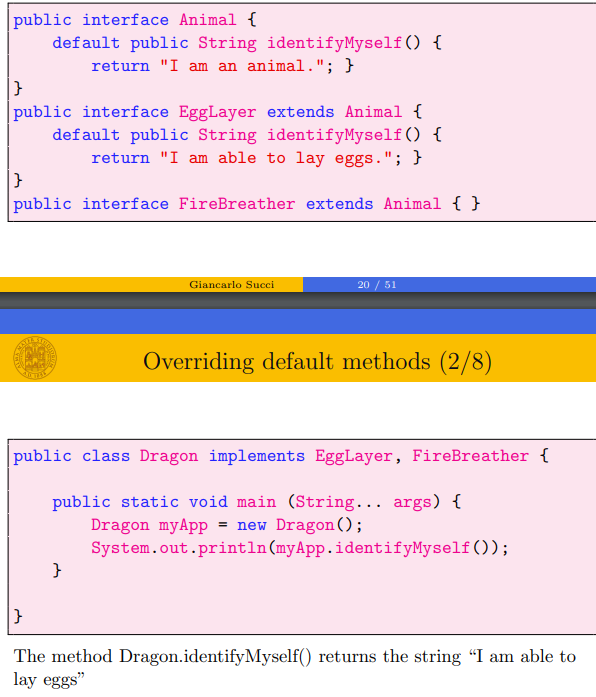 public interface Animal {
    default public String identifyMyself() {
        return "I am an animal."; }
}
public interface EggLayer extends Animal {
    default public String identifyMyself() {
        return "I am able to lay eggs."; }
}
public interface FireBreather extends Animal { }
Giancarlo Succi 20 / 51
Overriding default methods (2/8)
public class Dragon implements EggLayer, FireBreather {
    public static void main (String... args) {
        Dragon myApp = new Dragon();
        System.out.println(myApp.identifyMyself());
    }
}
The method Dragon.identifyMyself() returns the string “I am able to
lay eggs”